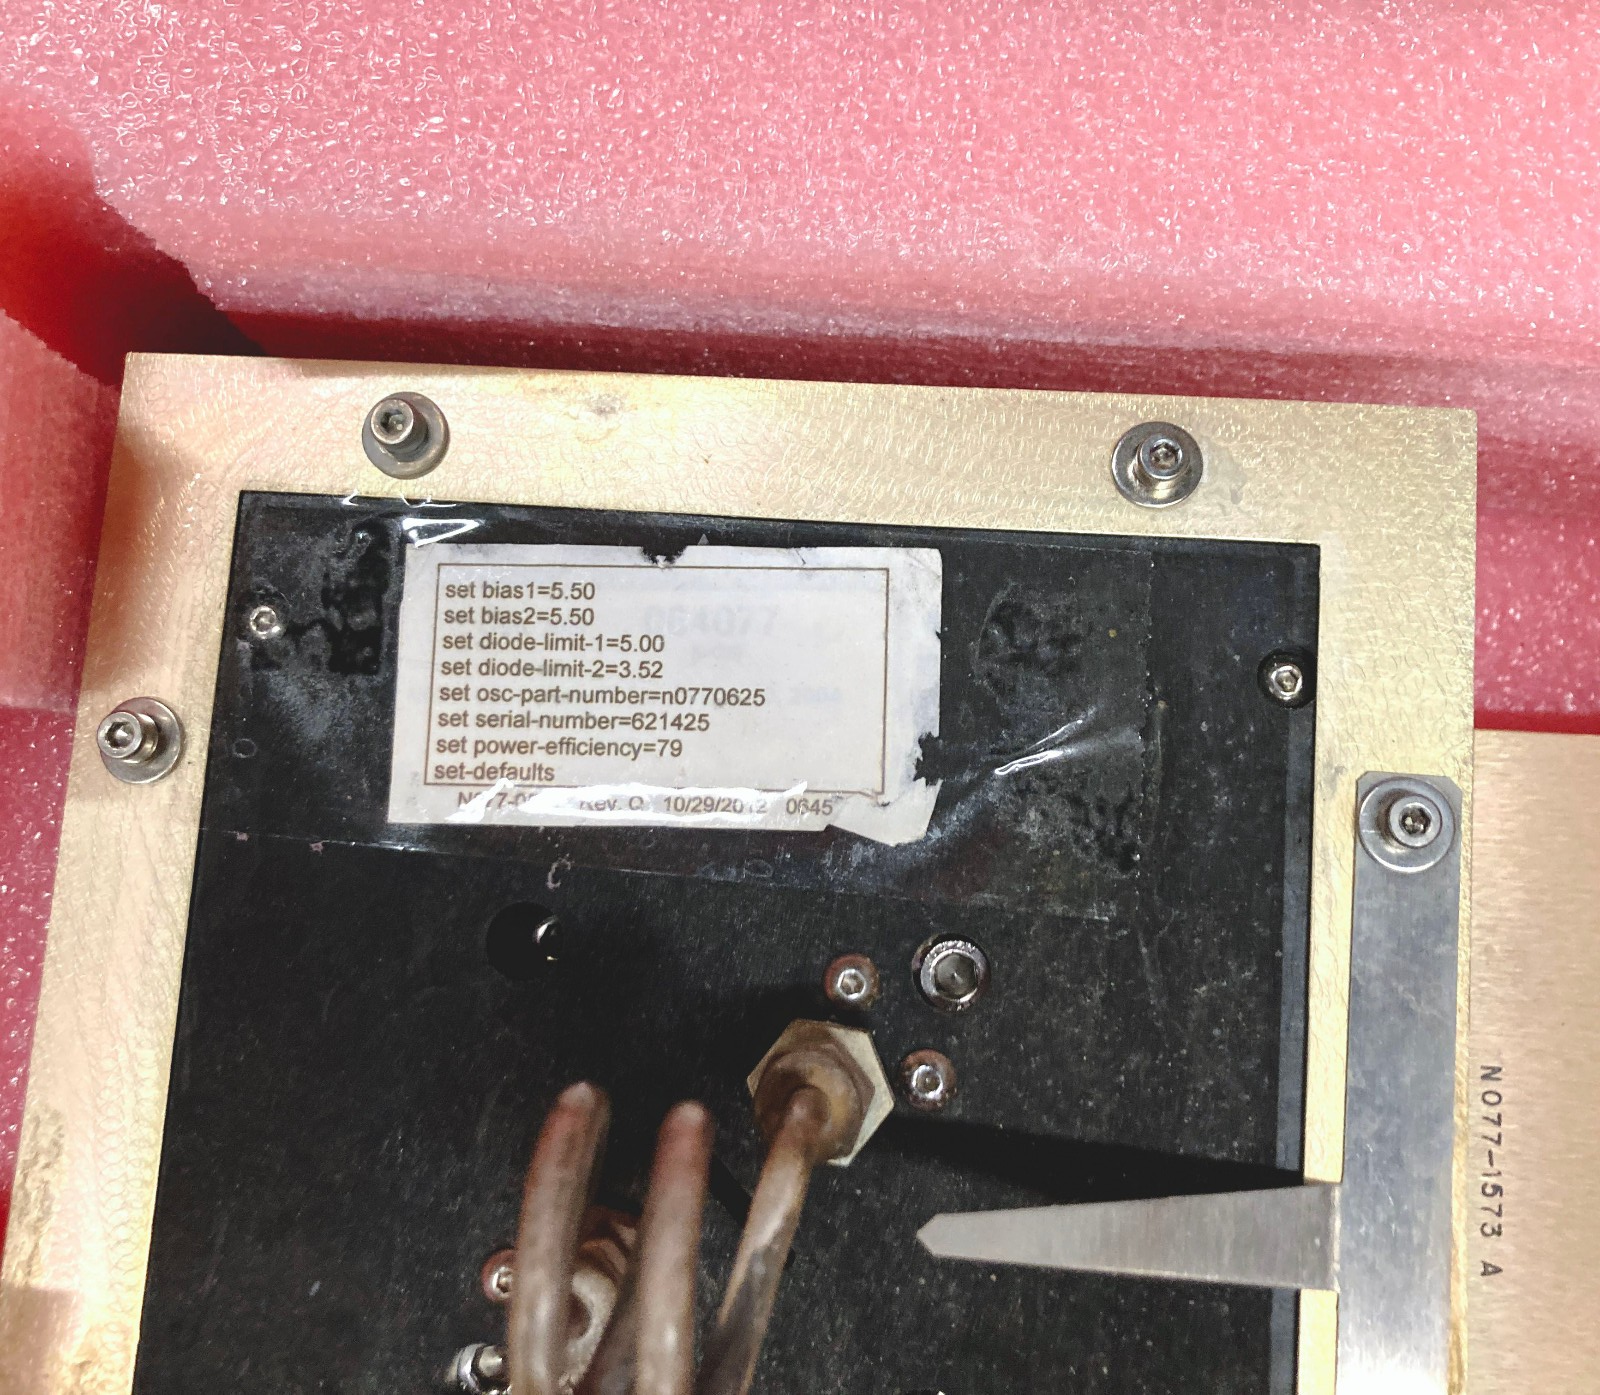 set bias1=5.50
set bias2=5.50
set diode-limit-1=5.00
set diode-limit-2=3.52
set osc-part-number=n0770625
set serial-number=621425
set power-efficiency=79
set-defaults
Rev. O 10/29/2012 0645
N077-1573 A